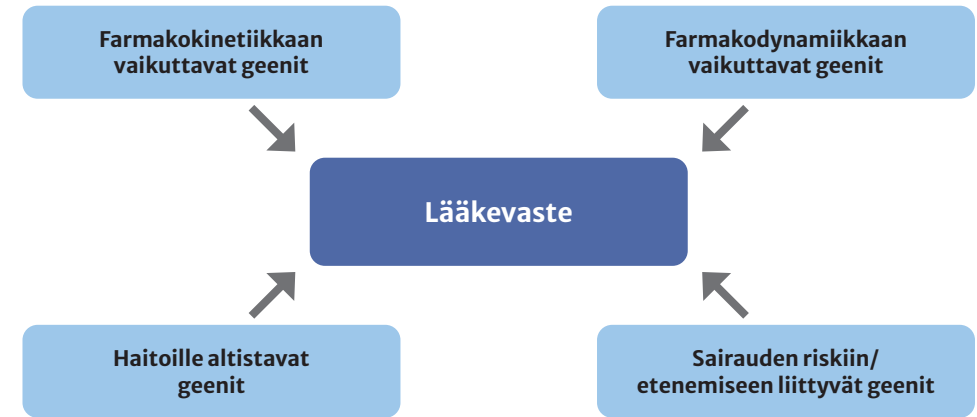 Farmakokinetiikkaan
vaikuttavat geenit
Farmakodynamiikkaan
vaikuttavat geenit
Lääkevaste
Haitoille altistavat
geenit
Sairauden riskiin/
etenemiseen liittyvät geenit